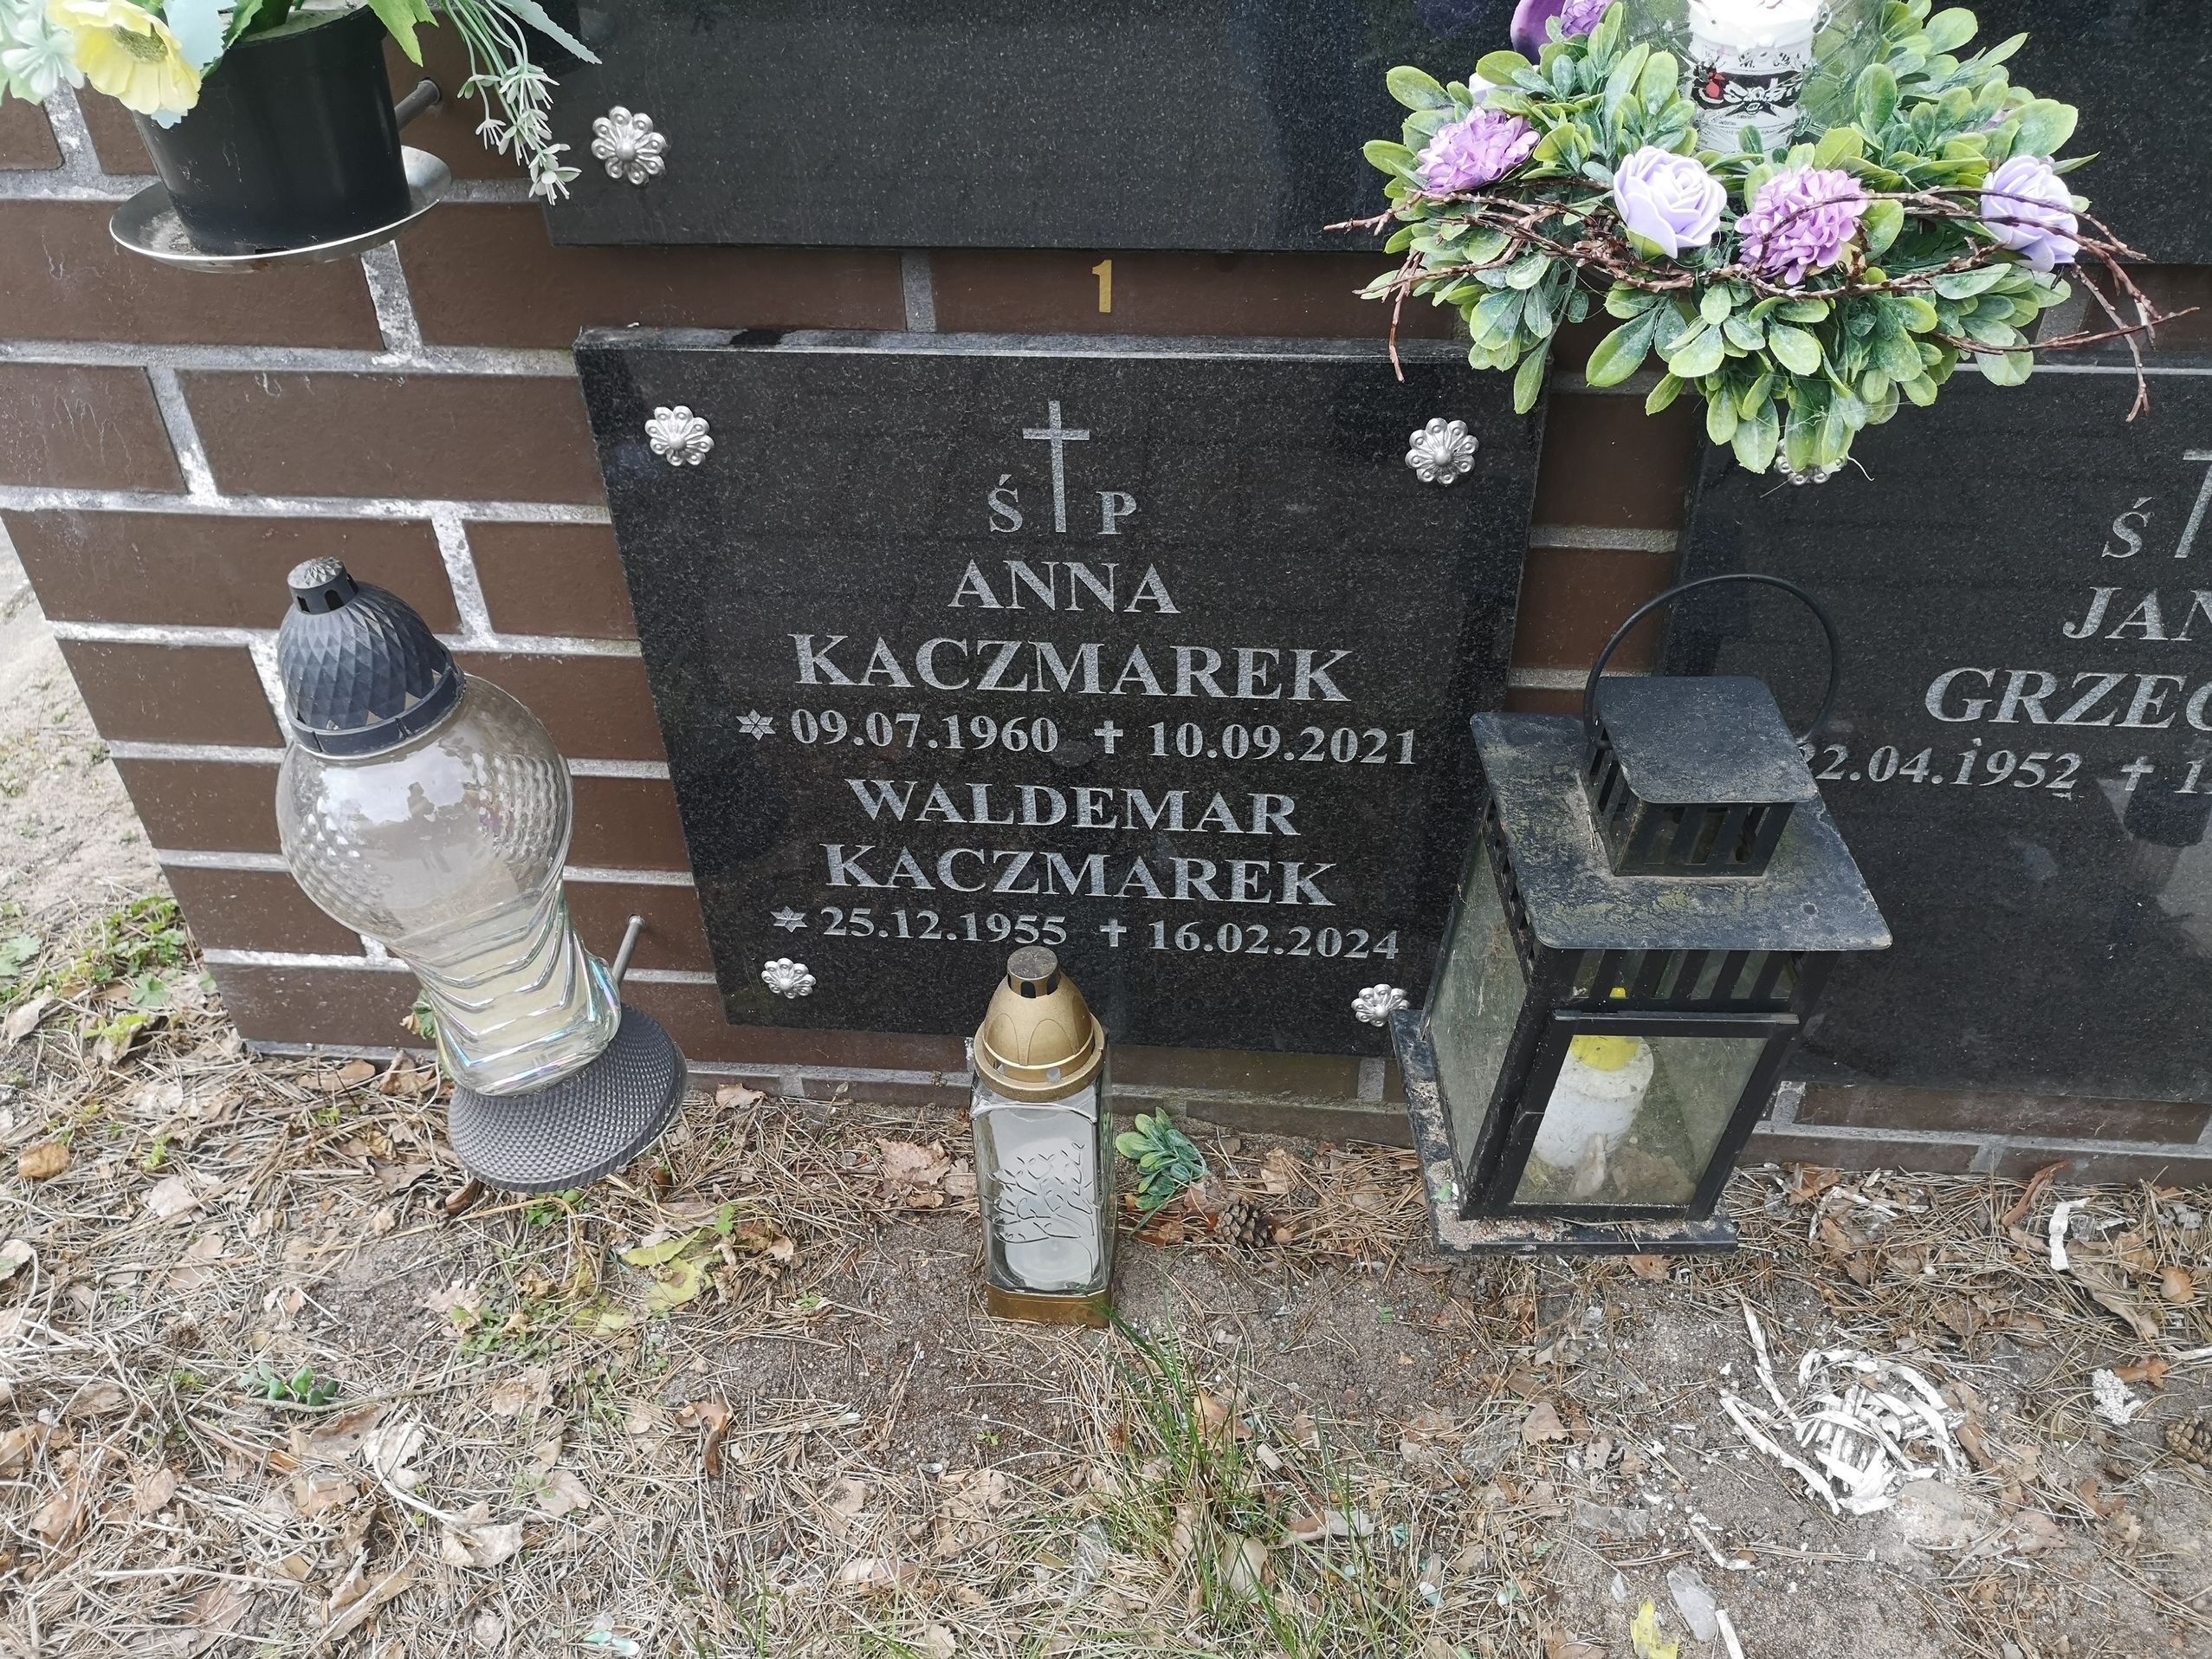 1
Ś P
ANNA
KACZMAREK
09.07.1960 10.09.2021
WALDEMAR
KACZMAREK
25.12.1955 16.02.2024
Ś
22.04.1952